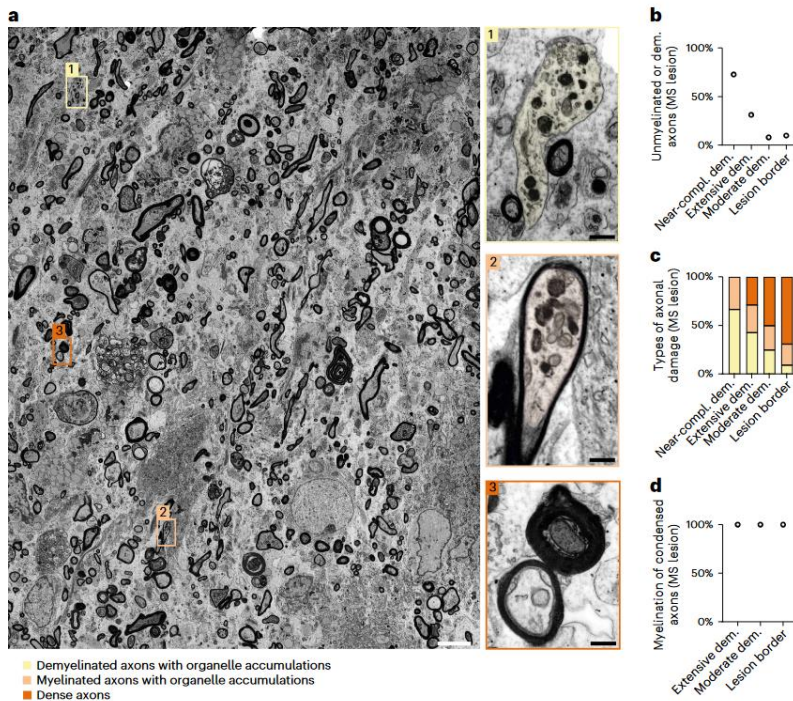 a
1
3
2
1
2
3
Demyelinated axons with organelle accumulations
Myelinated axons with organelle accumulations
Dense axons
b
Unmyelinated or dem.
axons (MS lesion)
100%
50%
0%
Near-compl. dem.
Extensive dem.
Moderate dem.
Lesion border
c
Types of axonal
damage (MS lesion)
100%
50%
0%
Near-compl. dem.
Extensive dem.
Moderate dem.
Lesion border
d
Myelination of condensed
axons (MS lesion)
100%
50%
0%
Extensive dem.
Moderate dem.
Lesion border